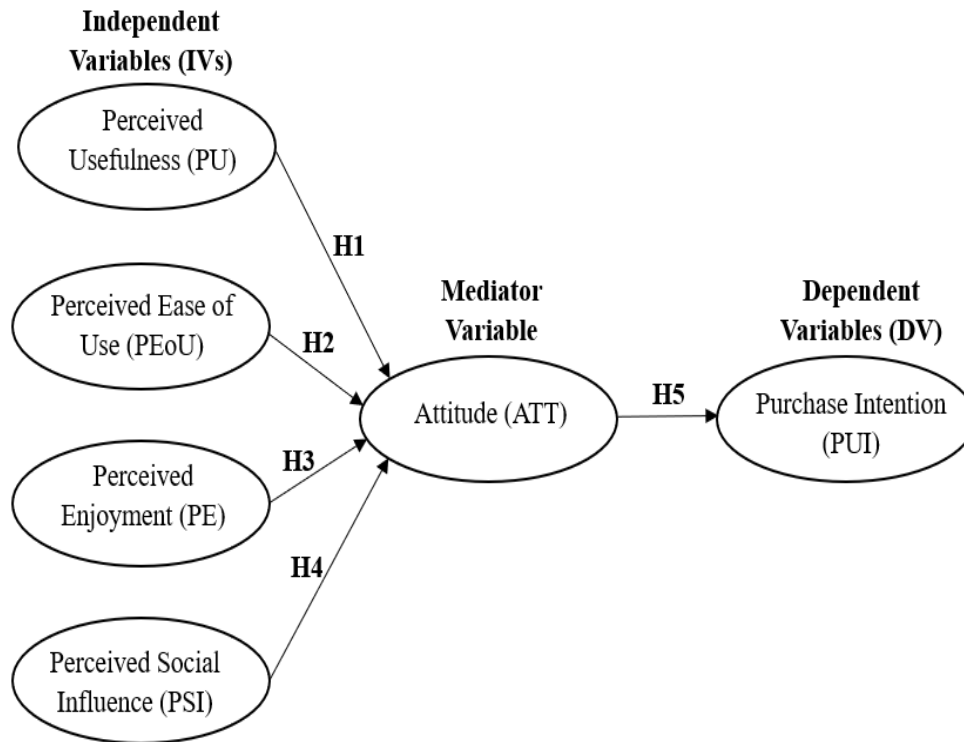 Independent
Variables (IVs)
Perceived
Usefulness (PU)
H1
Perceived Ease of
Use (PEoU)
H2
Perceived
Enjoyment (PE)
H3
Perceived Social
Influence (PSI)
H4
Mediator
Variable
Attitude (ATT)
H5
Dependent
Variables (DV)
Purchase Intention
(PUI)